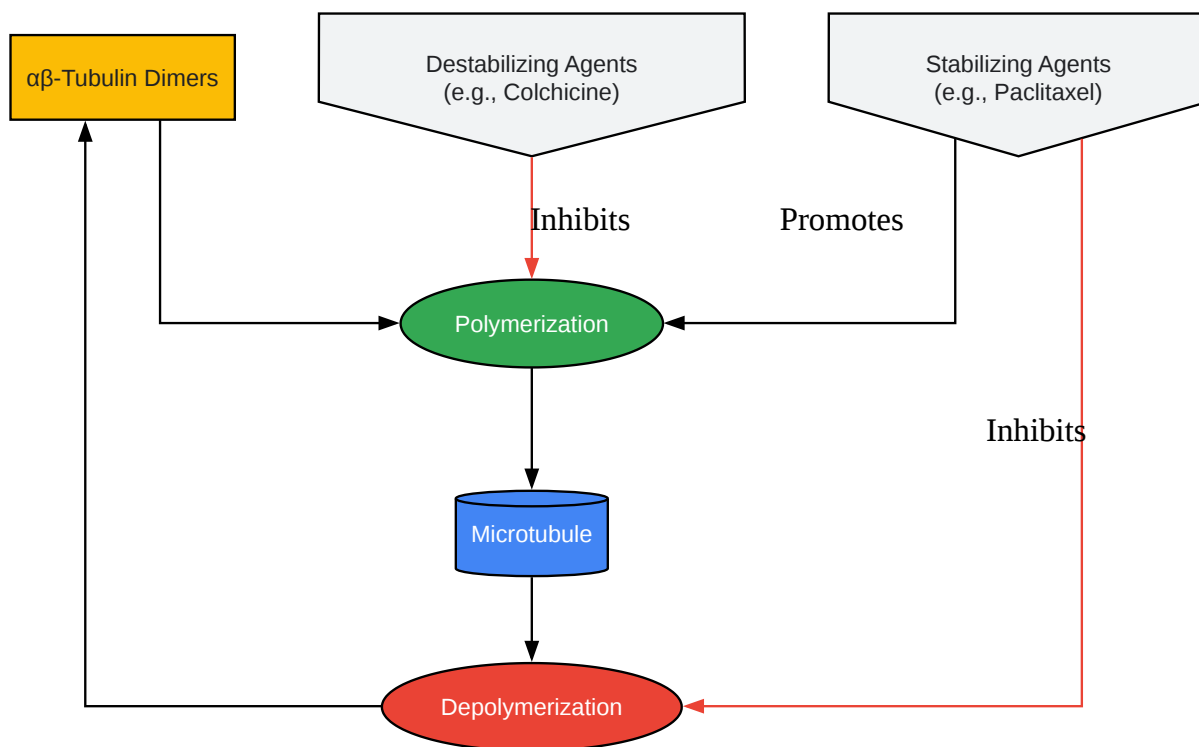 αβ-Tubulin Dimers
Destabilizing Agents
(e.g., Colchicine)
Stabilizing Agents
(e.g., Paclitaxel)
Inhibits
Promotes
Polymerization
Inhibits
Microtubule
Depolymerization